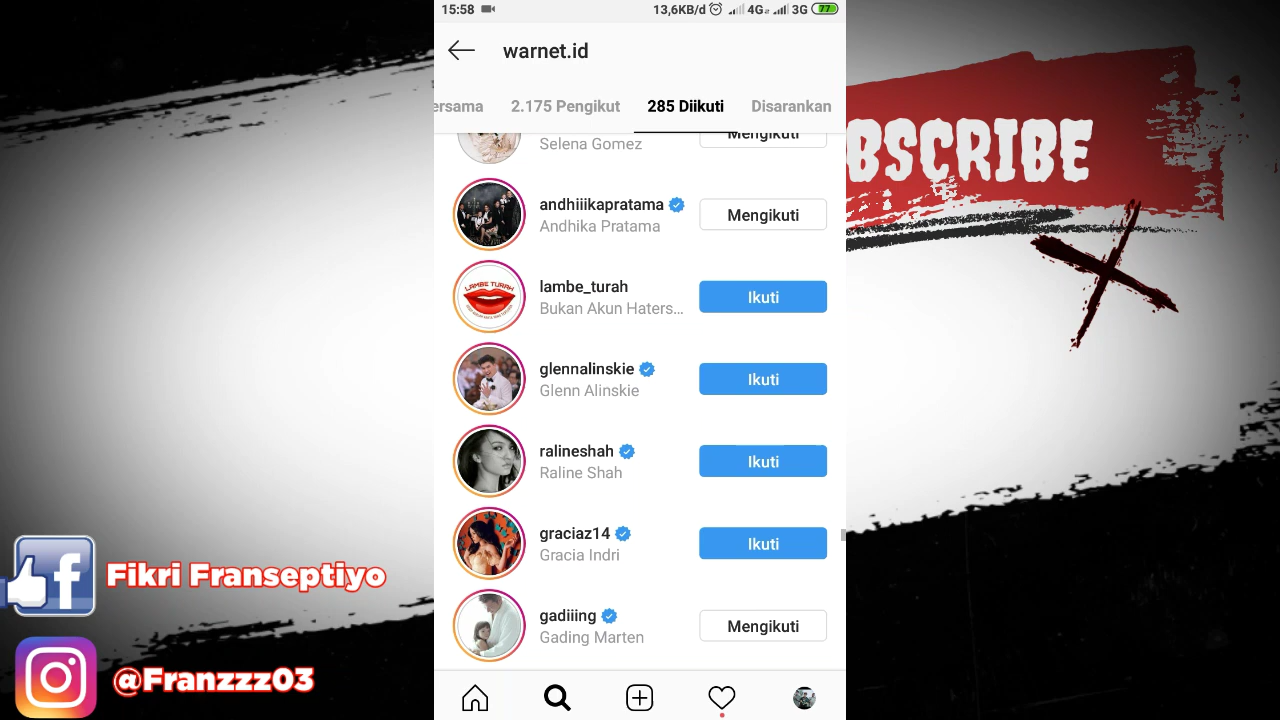 15:58
13,6KB/d 4G 3G 77
warnet.id
ersama 2.175 Pengikut 285 Diikuti Disarankan
Selena Gomez
Mengikuti
andhiiikapratama
Andhika Pratama
Mengikuti
LAMBE TURAH
lambe_turah
Bukan Akun Haters...
Ikuti
glennalinskie
Glenn Alinskie
Ikuti
ralineshah
Raline Shah
Ikuti
graciaz14
Gracia Indri
Ikuti
gadiiing
Gading Marten
Mengikuti
BSCRIBE
Fikri Franseptiyo
@Franzzz03